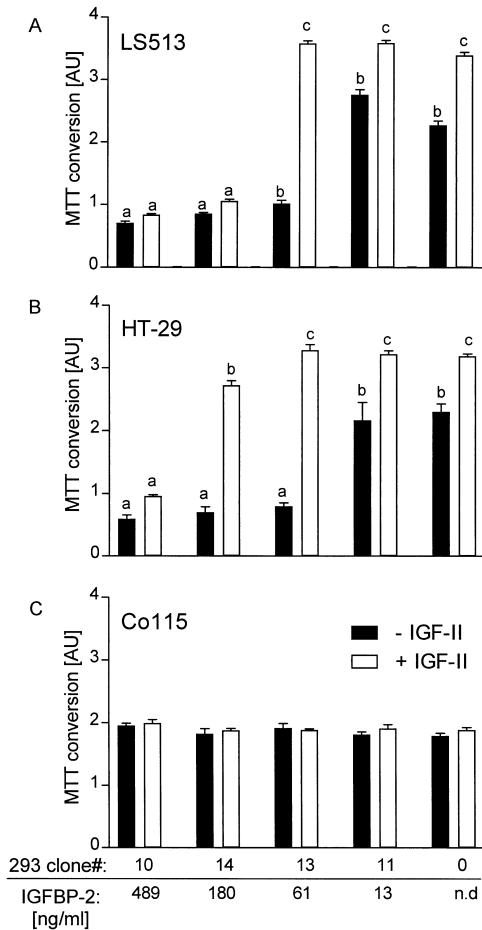 A
LS513
MTT conversion [AU]
4
3
2
1
0
a a a a b c b c b c
B
HT-29
MTT conversion [AU]
4
3
2
1
0
a a a b a c b c b c
C
Co115
MTT conversion [AU]
4
3
2
1
0
- IGF-II
+ IGF-II
293 clone#: 10 14 13 11 0
IGFBP-2: 489 180 61 13 n.d
[ng/ml]